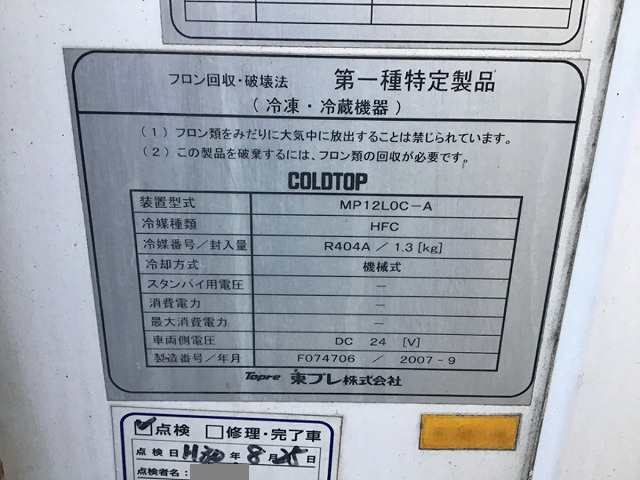 フロン回収・破壊法 第一種特定製品
(冷凍・冷蔵機器)
(1) フロン類をみだりに大気中に放出することは禁じられています。
(2) この製品を破棄するには、フロン類の回収が必要です。
COLDTOP
装置型式 MP12L0C-A
冷媒種類 HFC
冷媒番号/封入量 R404A / 1.3 [kg]
冷却方式 機械式
スタンバイ用電圧 —
消費電力 —
最大消費電力 —
車両側電圧 DC 24 [V]
製造番号/年月 F074706 / 2007-9
Topre 東プレ株式会社
点検 修理・完了車
点検日 H30年8月25日
点検者名: